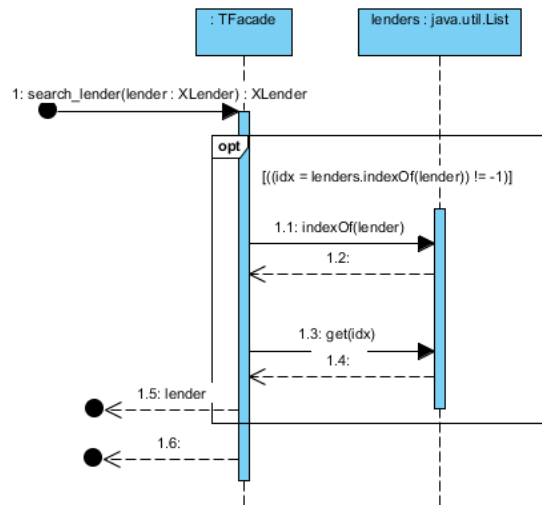 : TFacade
lenders : java.util.List
1: search_lender(lender : XLender) : XLender
opt
[((idx = lenders.indexOf(lender)) != -1)]
1.1: indexOf(lender)
1.2:
1.3: get(idx)
1.4:
1.5: lender
1.6: